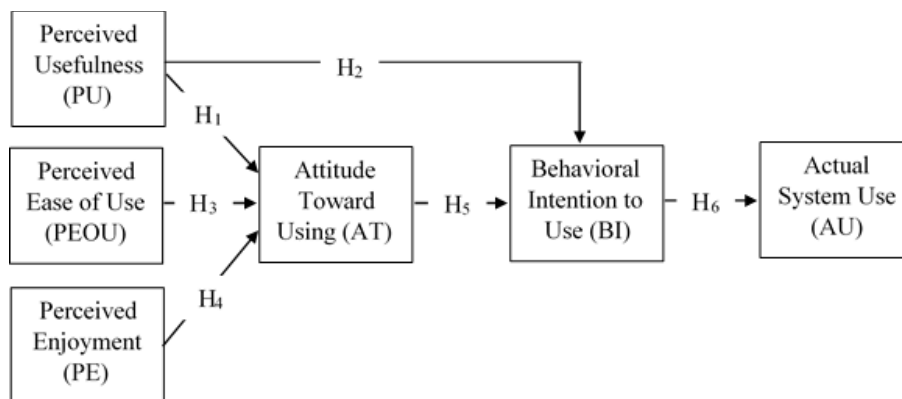 Perceived
Usefulness
(PU)
H₂
H₁
Perceived
Ease of Use
(PEOU)
H₃
Attitude
Toward
Using (AT)
H₅
Behavioral
Intention to
Use (BI)
H₆
Actual
System Use
(AU)
H₄
Perceived
Enjoyment
(PE)